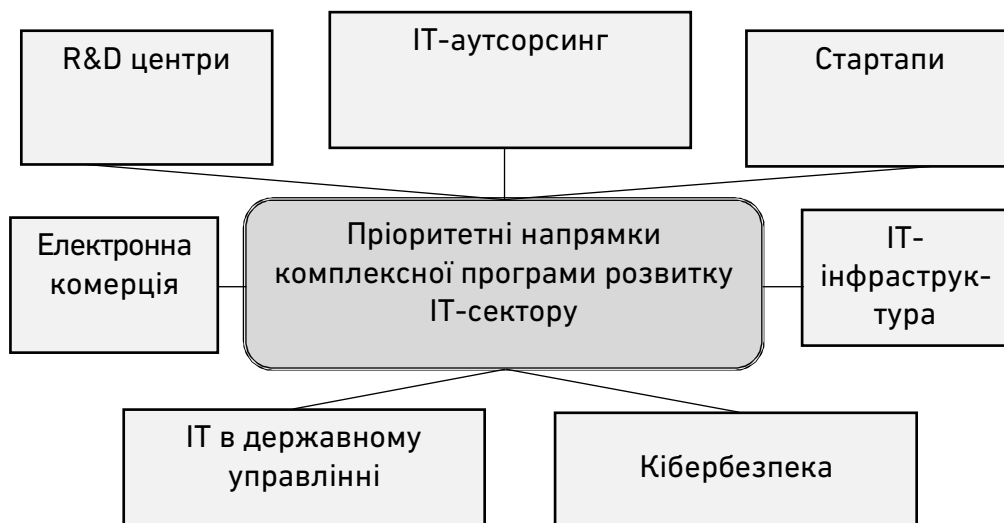 R&D центри
ІТ-аутсорсинг
Стартапи
Електронна
комерція
Пріоритетні напрямки
комплексної програми розвитку
ІТ-сектору
ІТ-
інфраструк-
тура
ІТ в державному
управлінні
Кібербезпека